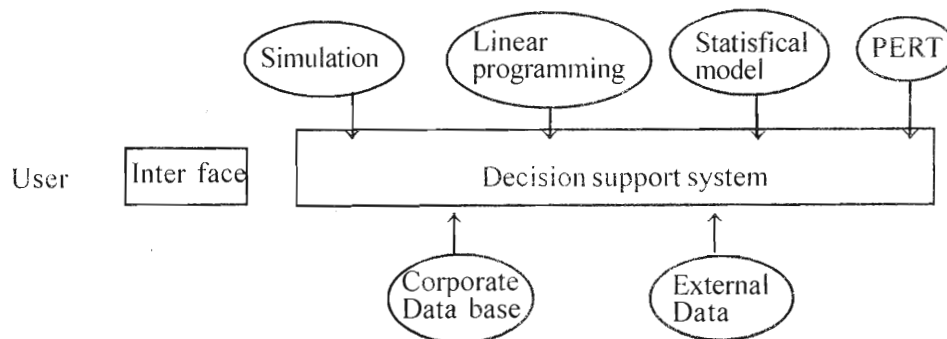 Simulation
Linear
programming
Statisfical
model
PERT
User
Inter face
Decision support system
Corporate
Data base
External
Data